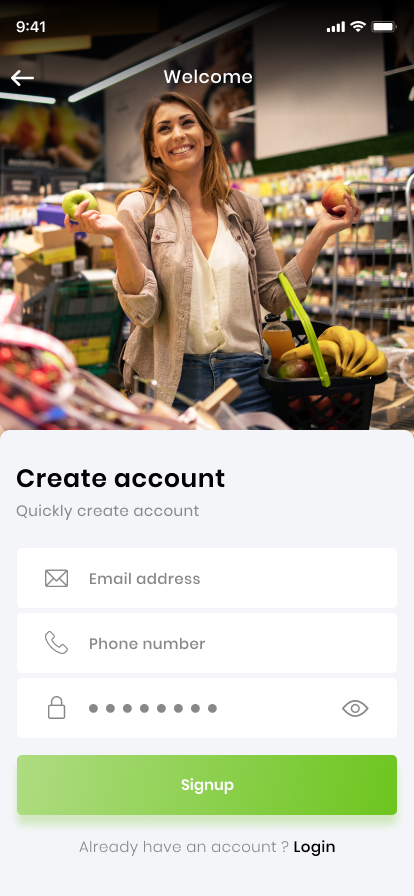 9:41
Welcome
Create account
Quickly create account
Email address
Phone number
Signup
Already have an account ? Login